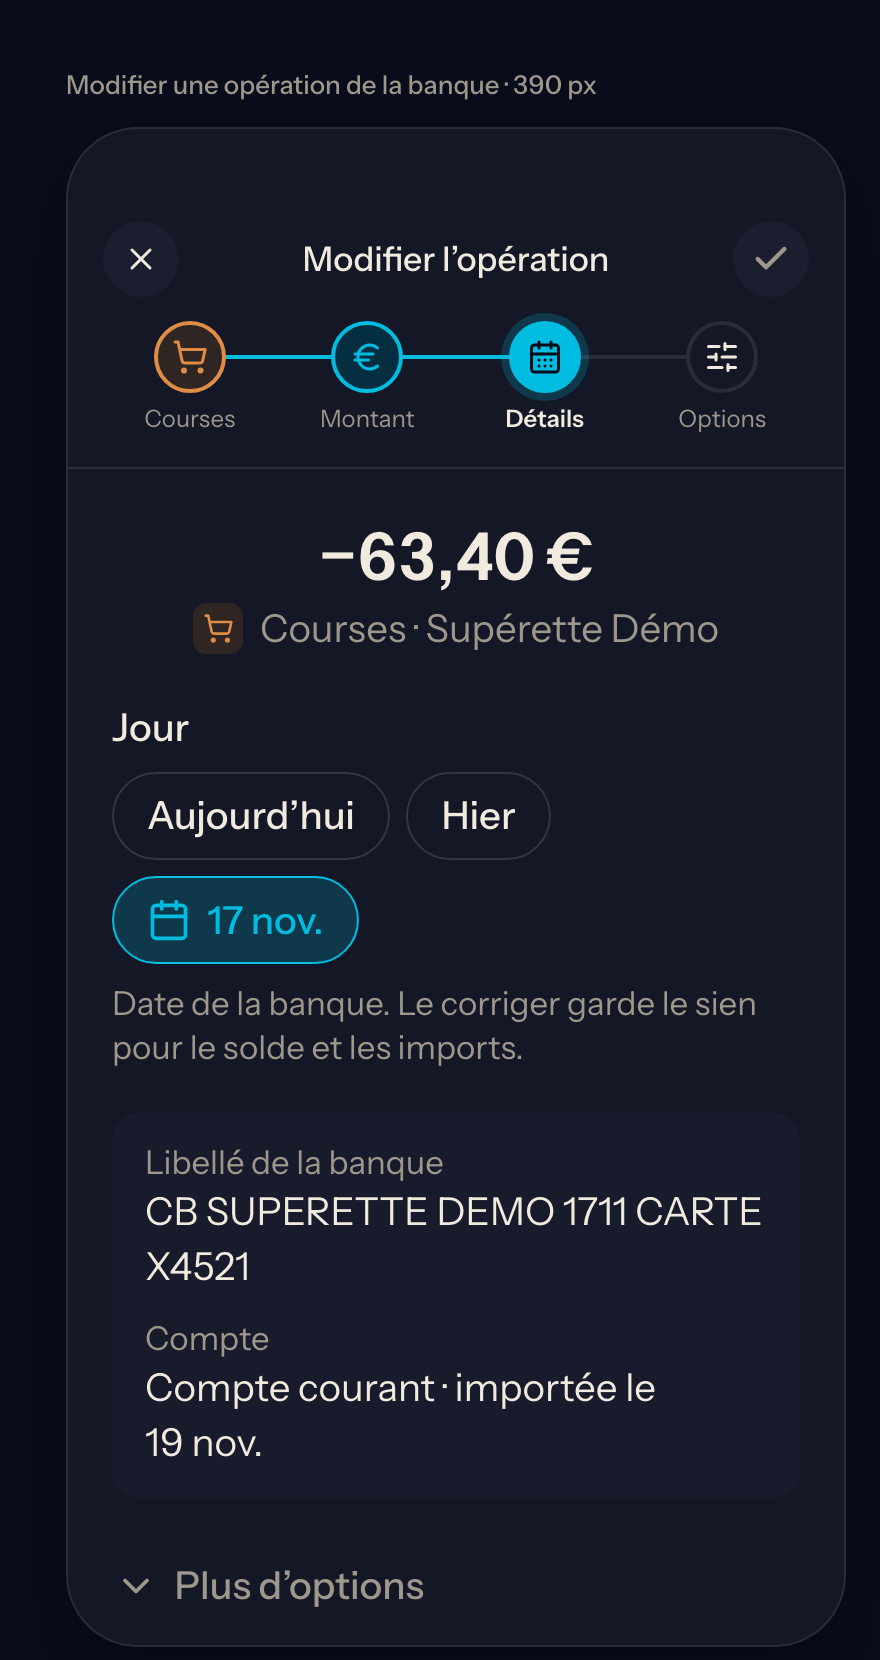 Modifier une opération de la banque · 390 px
Modifier l’opération
Courses
Montant
Détails
Options
−63,40 €
Courses · Supérette Démo
Jour
Aujourd’hui
Hier
17 nov.
Date de la banque. Le corriger garde le sien
pour le solde et les imports.
Libellé de la banque
CB SUPERETTE DEMO 1711 CARTE
X4521
Compte
Compte courant · importée le
19 nov.
Plus d’options